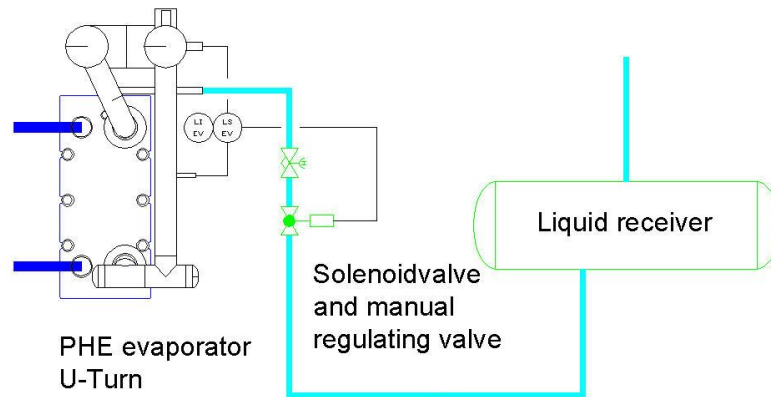 LI
EV
LS
EV
Liquid receiver
Solenoidvalve
and manual
regulating valve
PHE evaporator
U-Turn